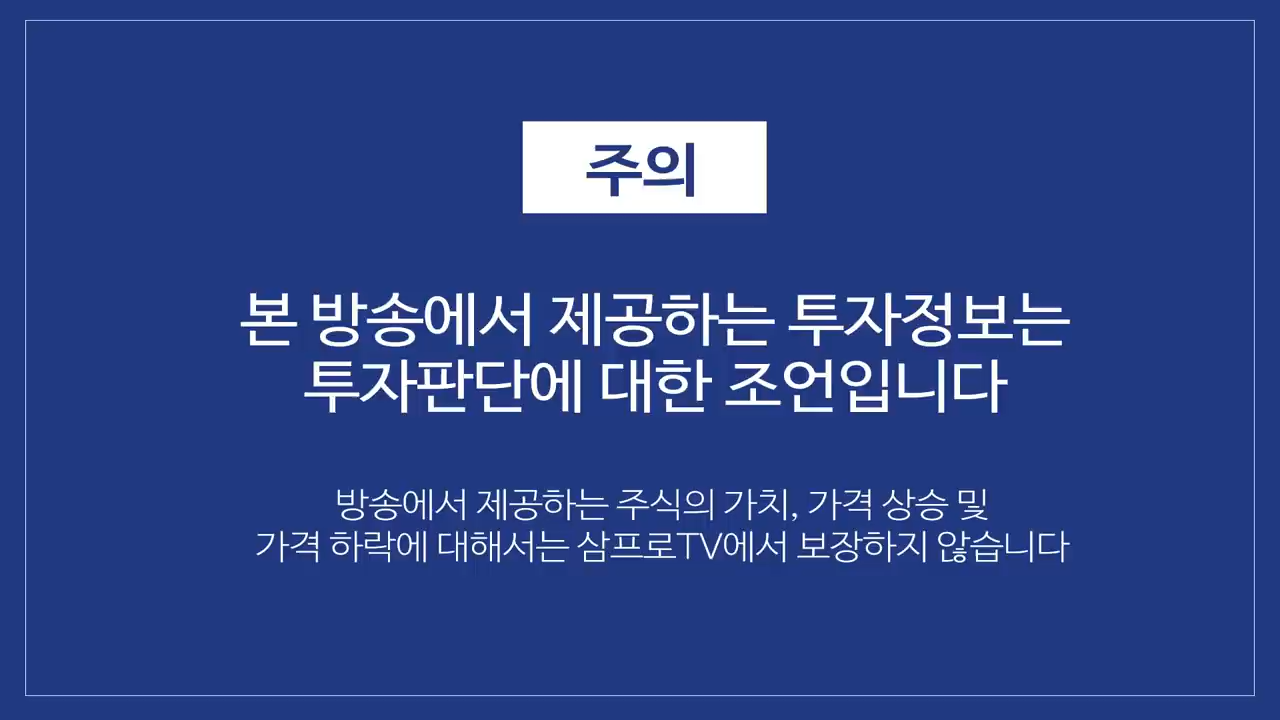 주의
본 방송에서 제공하는 투자정보는
투자판단에 대한 조언입니다
방송에서 제공하는 주식의 가치, 가격 상승 및
가격 하락에 대해서는 삼프로TV에서 보장하지 않습니다